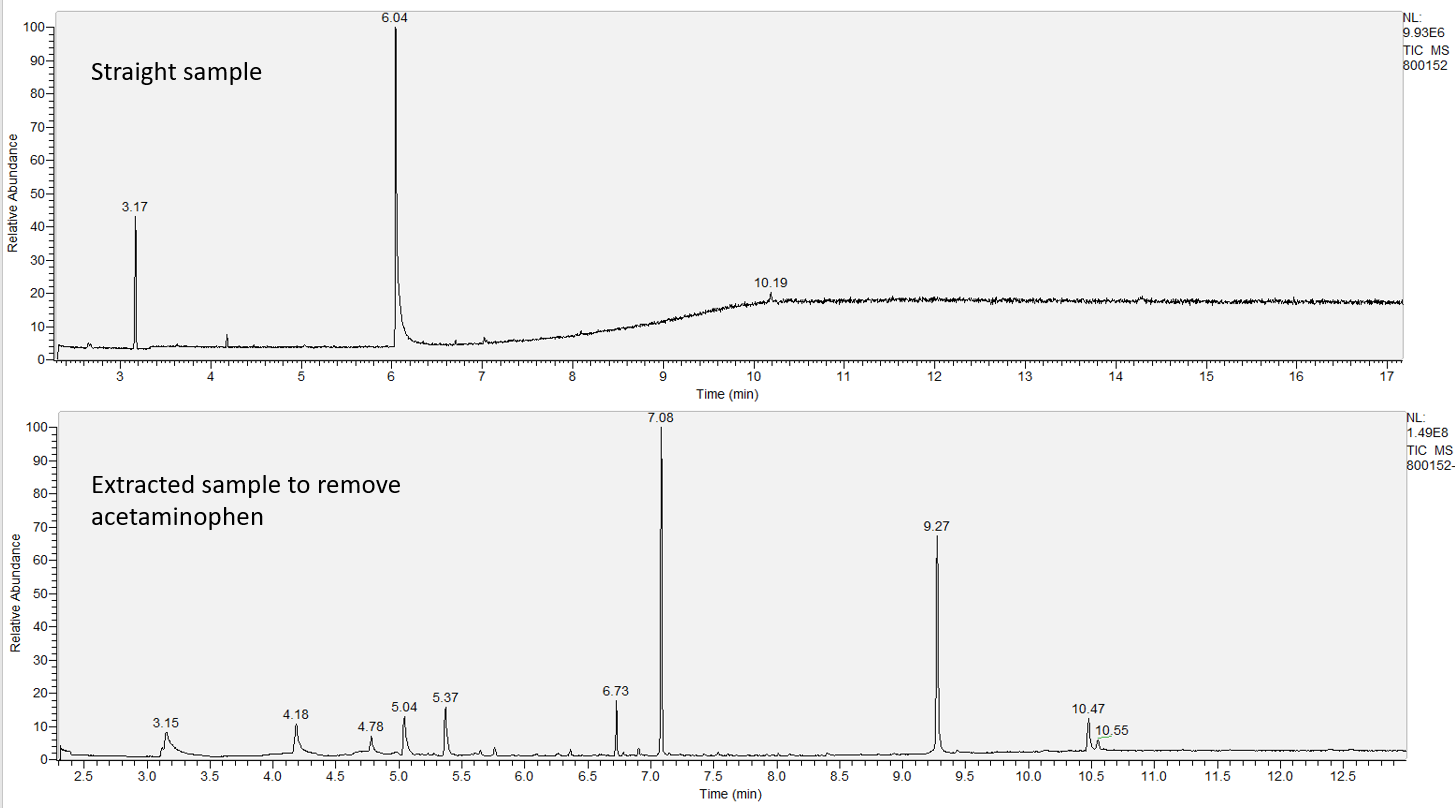 6.04
NL:
9.93E6
TIC MS
800152
100
90
80
70
60
50
40
30
20
10
0
Relative Abundance
Straight sample
3.17
10.19
3 4 5 6 7 8 9 10 11 12 13 14 15 16 17
Time (min)
7.08
NL:
1.49E8
TIC MS
800152-
100
90
80
70
60
50
40
30
20
10
0
Relative Abundance
Extracted sample to remove
acetaminophen
9.27
6.73
5.37
5.04
4.18
4.78
3.15
10.47
10.55
2.5 3.0 3.5 4.0 4.5 5.0 5.5 6.0 6.5 7.0 7.5 8.0 8.5 9.0 9.5 10.0 10.5 11.0 11.5 12.0 12.5
Time (min)